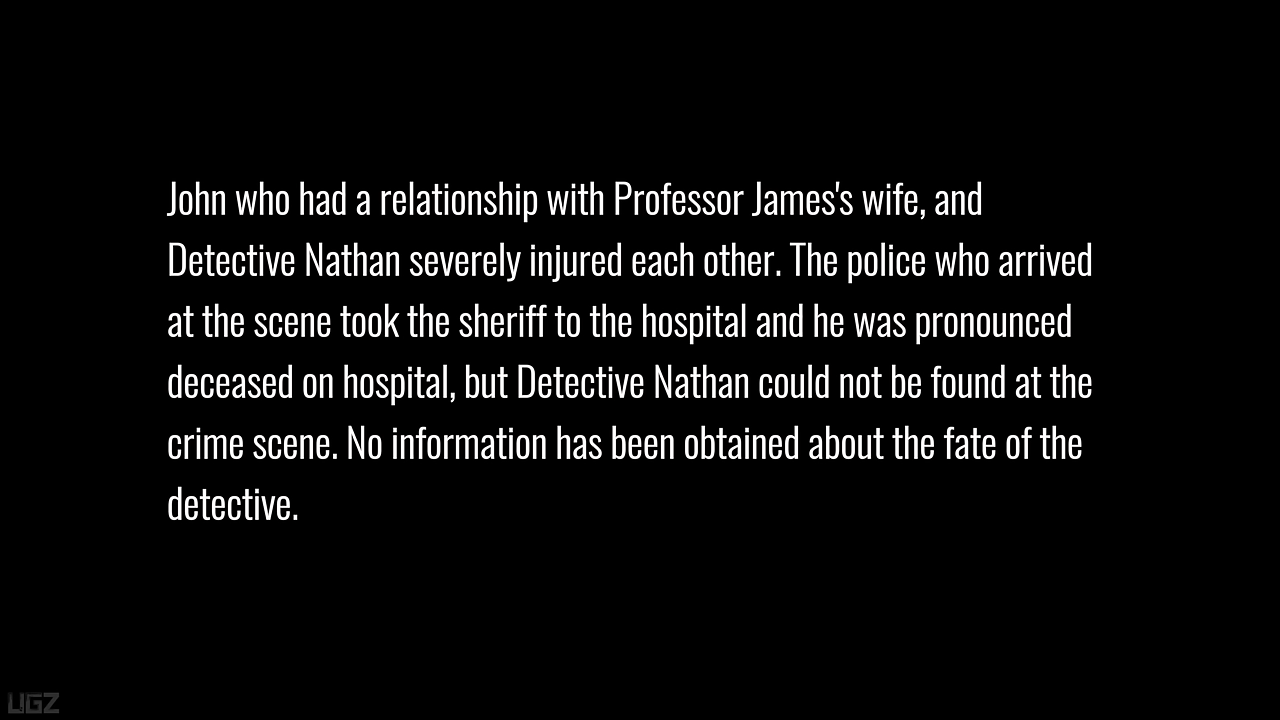 John who had a relationship with Professor James's wife, and
Detective Nathan severely injured each other. The police who arrived
at the scene took the sheriff to the hospital and he was pronounced
deceased on hospital, but Detective Nathan could not be found at the
crime scene. No information has been obtained about the fate of the
detective.
UGZ